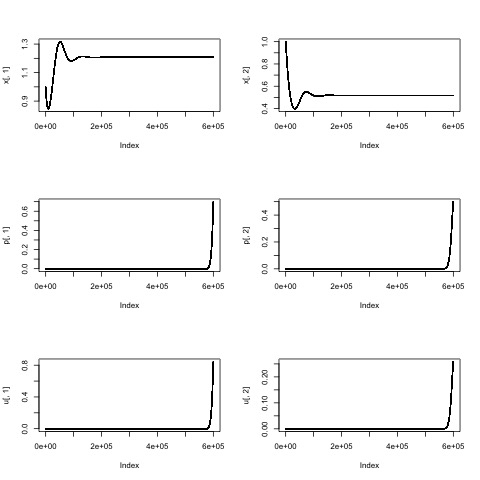 x[, 1]
0.9 1.1 1.3
0e+00 2e+05 4e+05 6e+05
Index
x[, 2]
0.4 0.6 0.8 1.0
0e+00 2e+05 4e+05 6e+05
Index
p[, 1]
0.0 0.2 0.4 0.6
0e+00 2e+05 4e+05 6e+05
Index
p[, 2]
0.0 0.2 0.4
0e+00 2e+05 4e+05 6e+05
Index
u[, 1]
0.0 0.4 0.8
0e+00 2e+05 4e+05 6e+05
Index
u[, 2]
0.00 0.10 0.20
0e+00 2e+05 4e+05 6e+05
Index